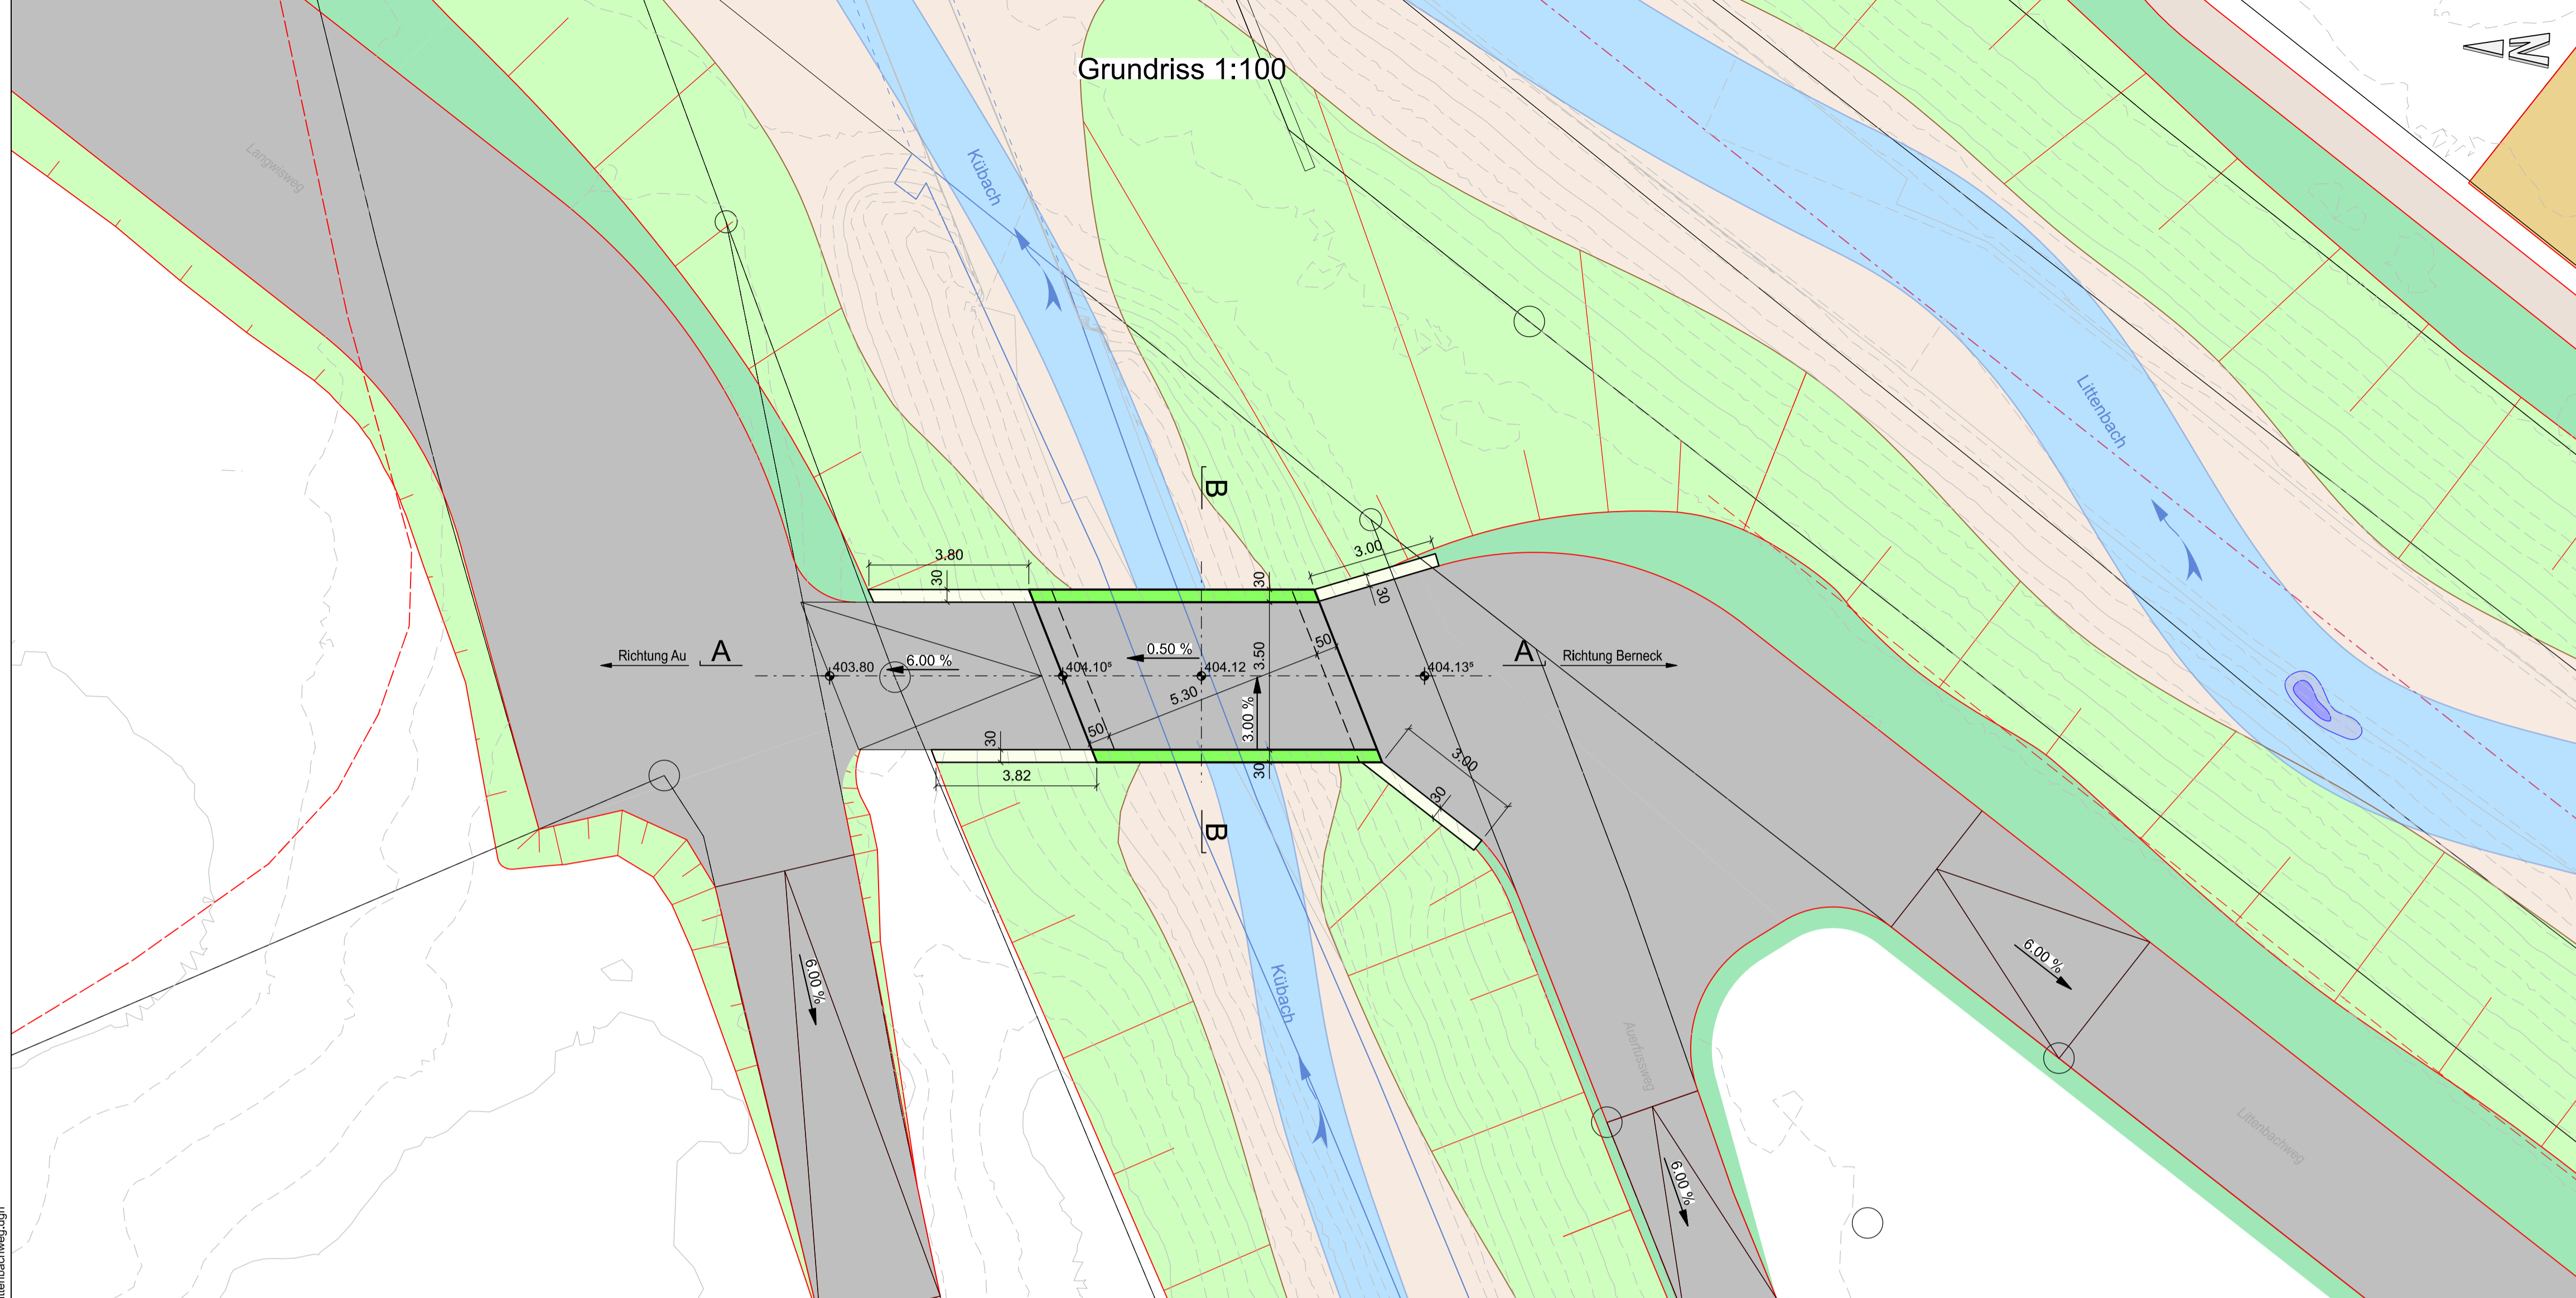 Grundriss 1:100
N
Langwisweg
Kübach
Littenbach
B
3.80
30
30
3.00
30
Richtung Au
A
403.80
6.00 %
404.10⁵
0.50 %
404.12
3.50
50
404.13⁵
A
Richtung Berneck
5.30
3.00 %
50
30
3.82
30
3.00
30
B
6.00 %
Kübach
6.00 %
Auerfussweg
6.00 %
Littenbachweg